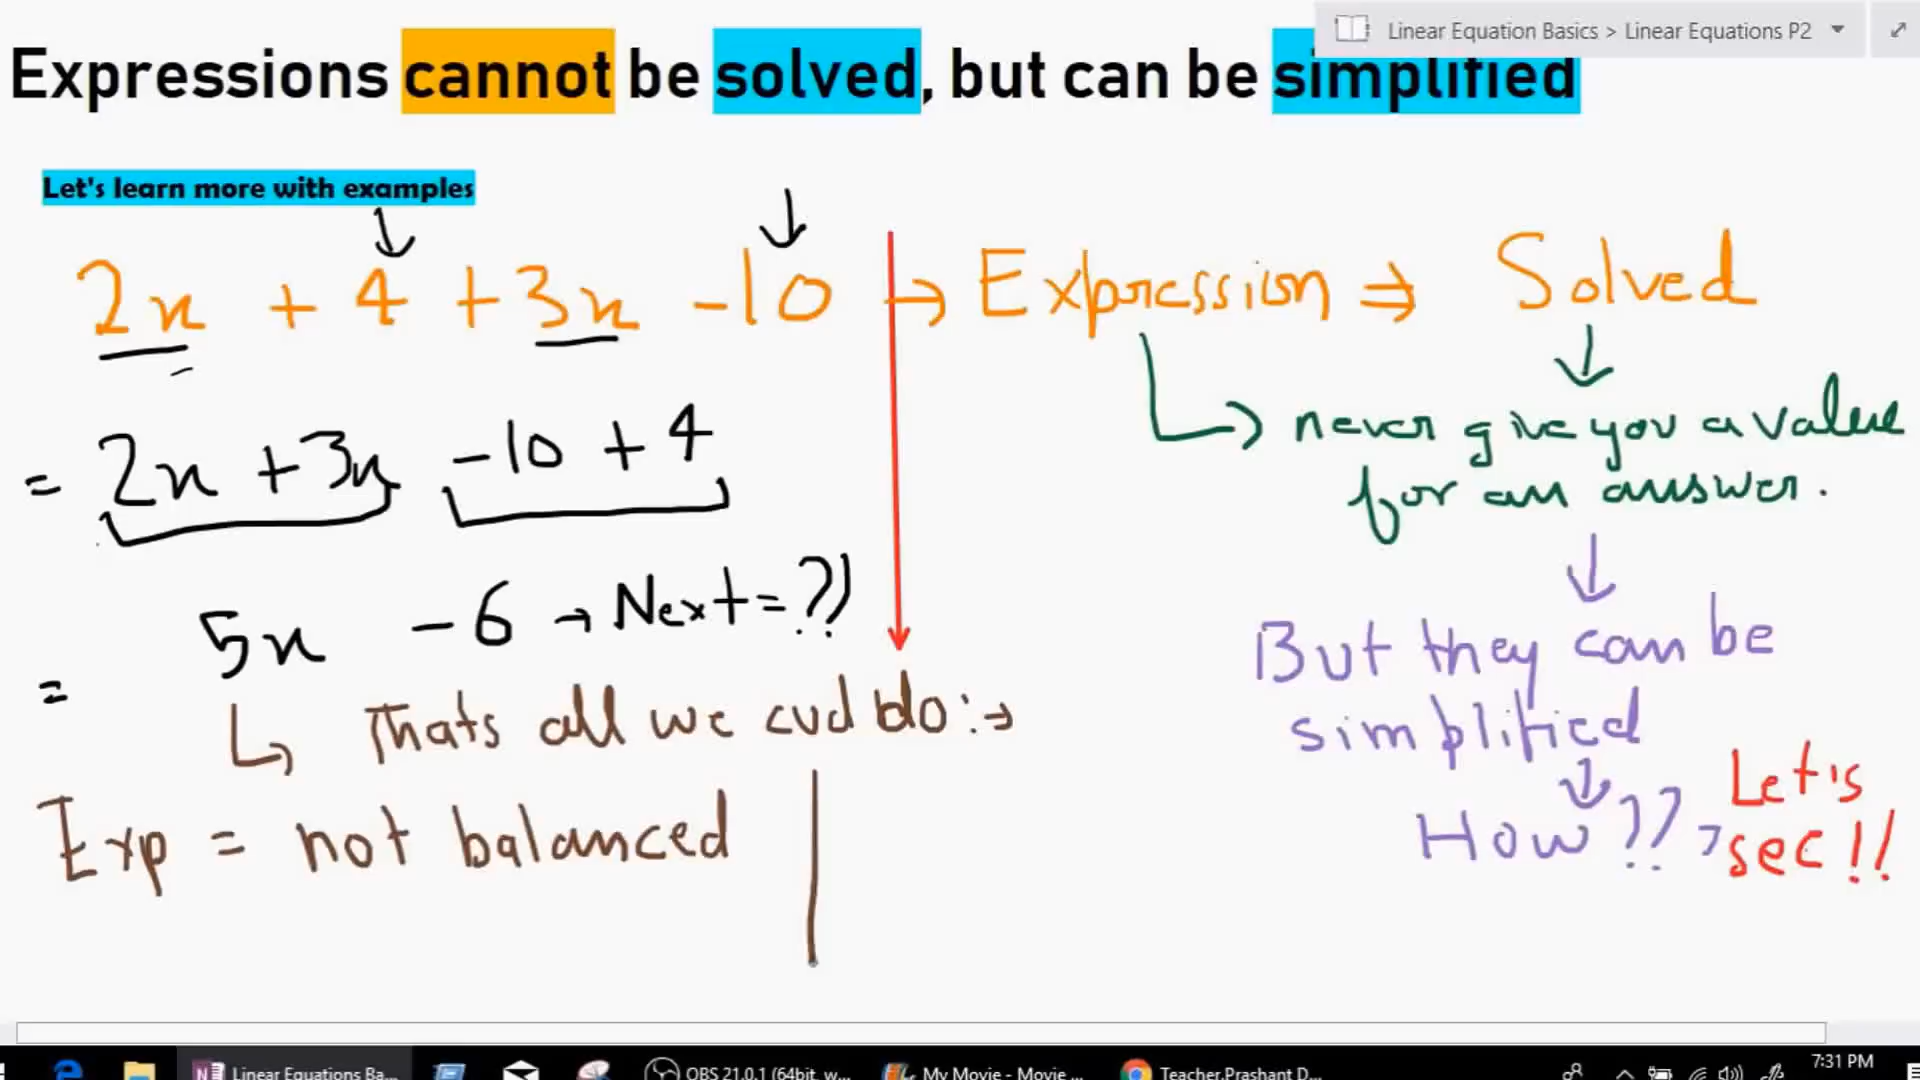 Linear Equation Basics > Linear Equations P2
Expressions cannot be solved, but can be simplified
Let's learn more with examples
2x + 4 + 3x - 10 → Expression ⇒ Solved
never give you a value
for an answer.
= 2x + 3x - 10 + 4
But they can be
simplified
How ??
Let's
see!!
= 5x - 6 → Next = ??
Thats all we cud do :→
Exp = not balanced
Linear Equations Ba...
OBS 21.0.1 (64bit, w...
My Movie - Movie ...
Teacher.Prashant D...
7:31 PM